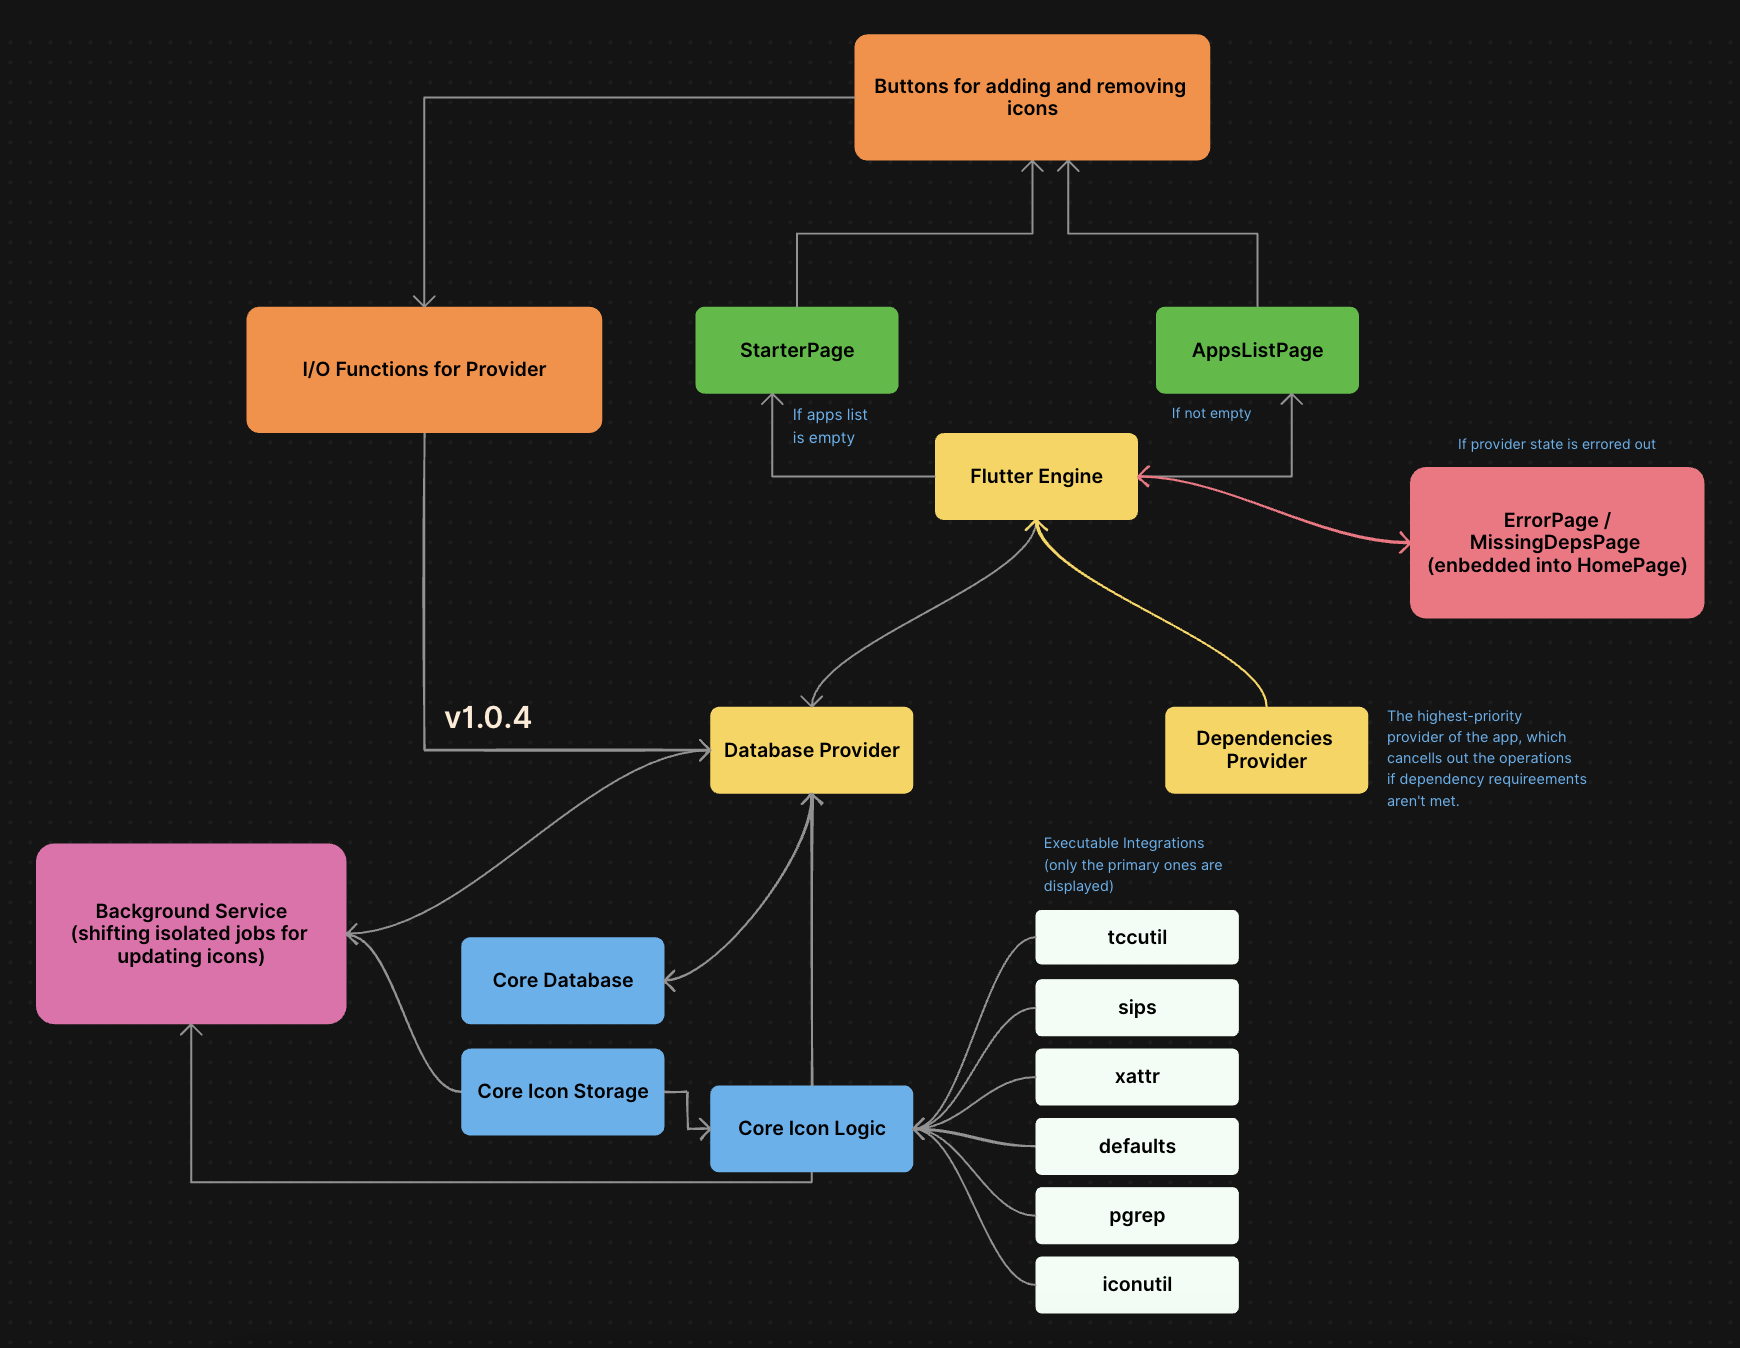 Buttons for adding and removing
icons
I/O Functions for Provider
StarterPage
AppsListPage
If apps list
is empty
If not empty
Flutter Engine
If provider state is errored out
ErrorPage /
MissingDepsPage
(enbedded into HomePage)
v1.0.4
Database Provider
Dependencies
Provider
The highest-priority
provider of the app, which
cancells out the operations
if dependency requireements
aren't met.
Background Service
(shifting isolated jobs for
updating icons)
Core Database
Core Icon Storage
Core Icon Logic
Executable Integrations
(only the primary ones are
displayed)
tccutil
sips
xattr
defaults
pgrep
iconutil